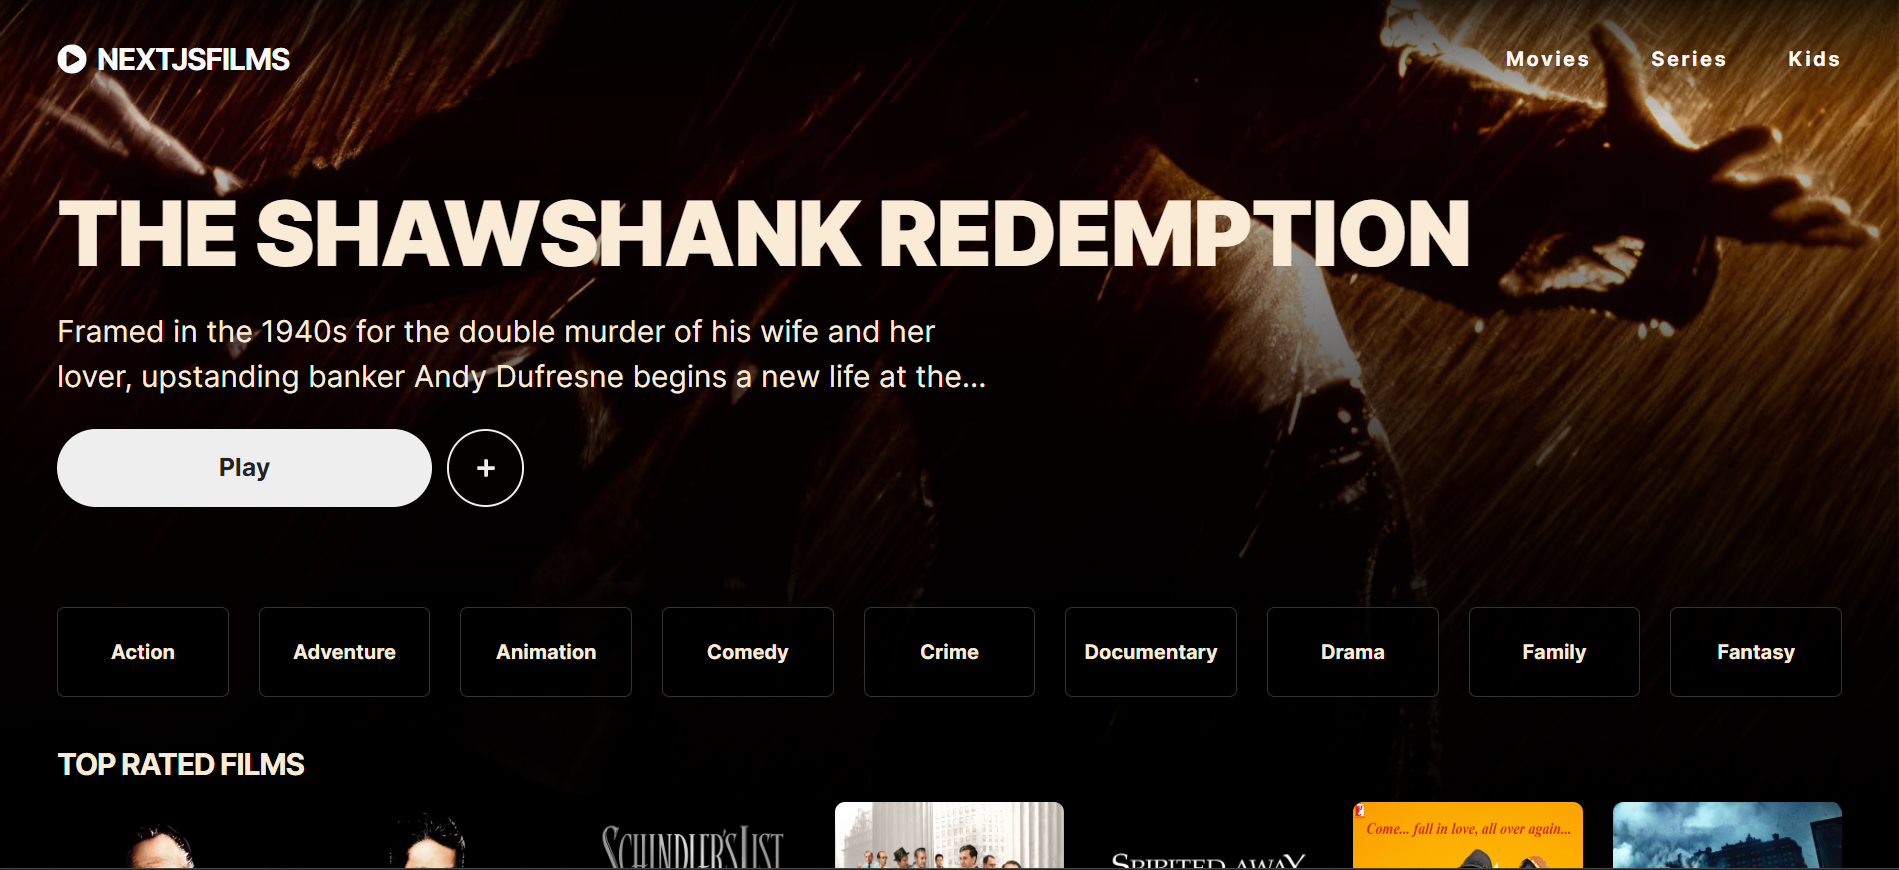 NEXTJSFILMS
Movies Series Kids
THE SHAWSHANK REDEMPTION
Framed in the 1940s for the double murder of his wife and her
lover, upstanding banker Andy Dufresne begins a new life at the...
Play
+
Action Adventure Animation Comedy Crime Documentary Drama Family Fantasy
TOP RATED FILMS
SCHINDLER'S LIST
SPIRITED AWAY
Come... fall in love, all over again...